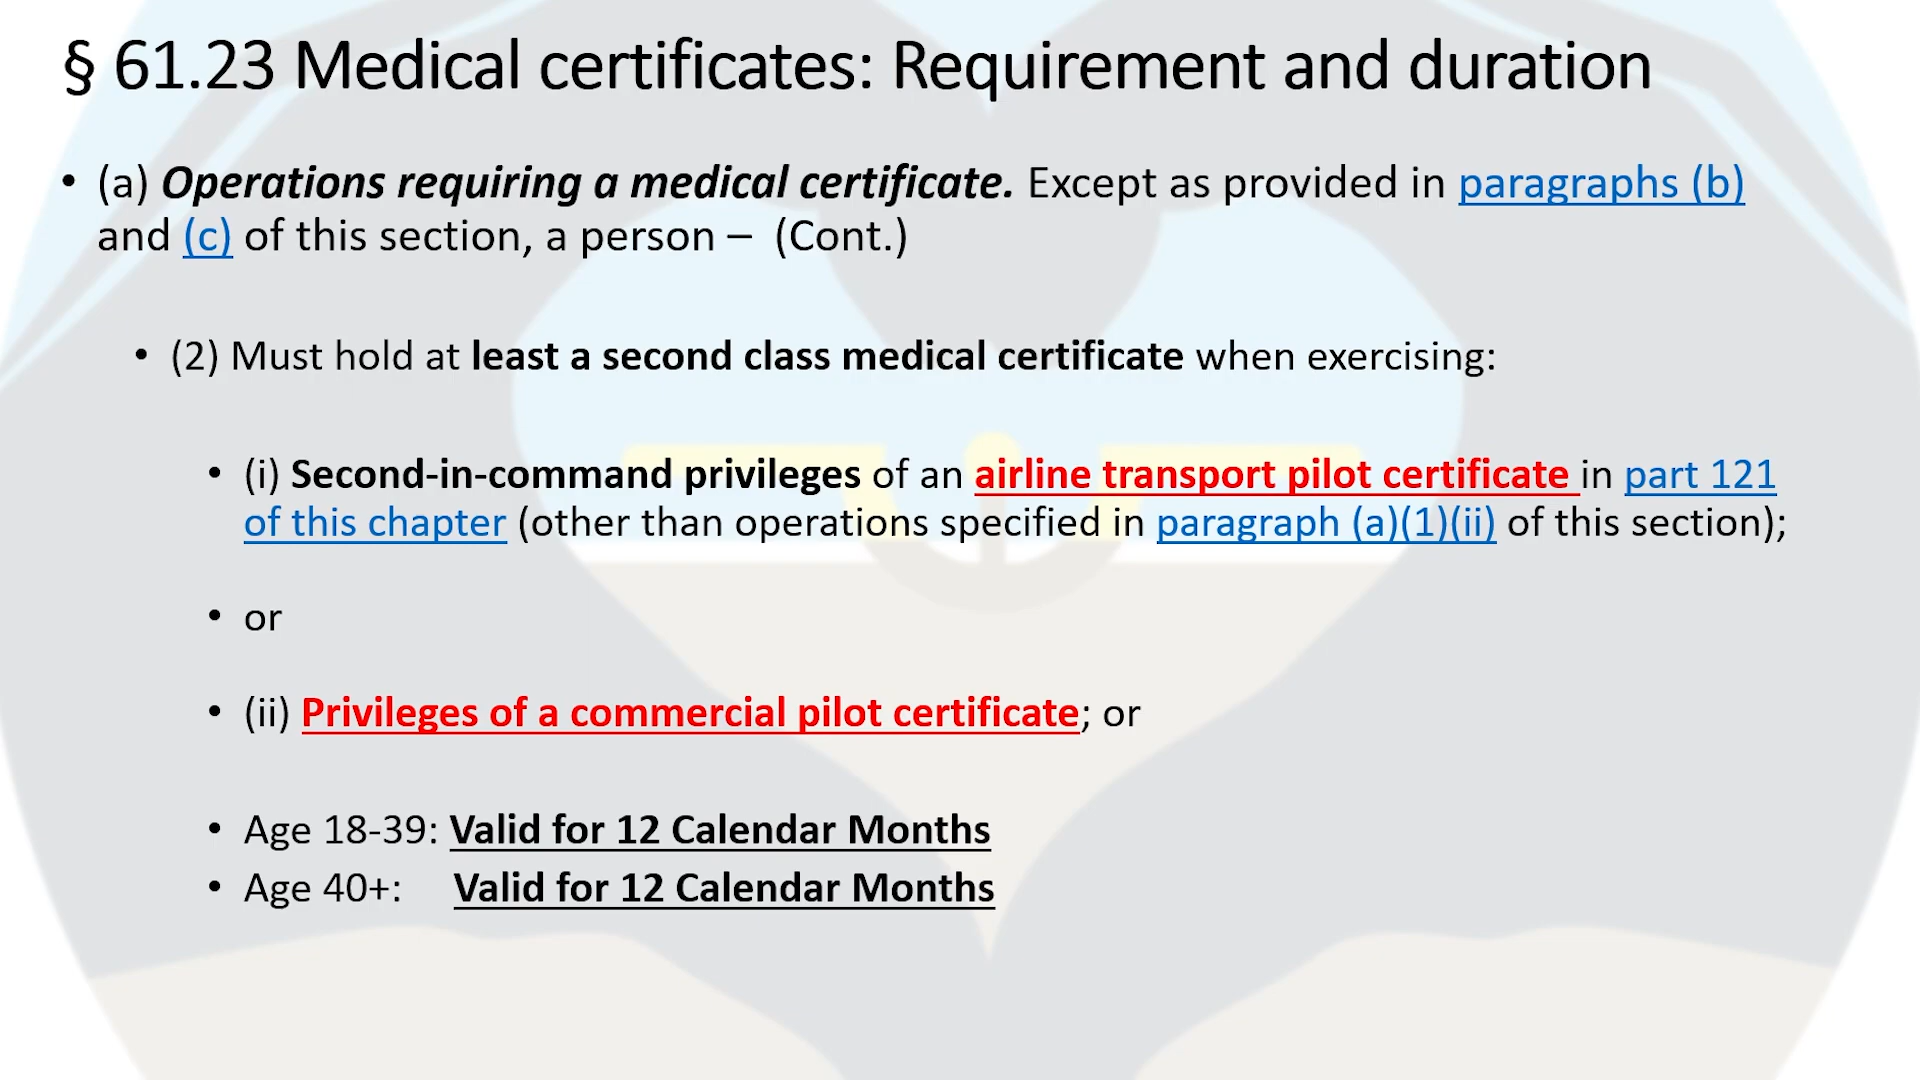 § 61.23 Medical certificates: Requirement and duration
• (a) Operations requiring a medical certificate. Except as provided in paragraphs (b)
and (c) of this section, a person – (Cont.)
• (2) Must hold at least a second class medical certificate when exercising:
• (i) Second-in-command privileges of an airline transport pilot certificate in part 121
of this chapter (other than operations specified in paragraph (a)(1)(ii) of this section);
• or
• (ii) Privileges of a commercial pilot certificate; or
• Age 18-39: Valid for 12 Calendar Months
• Age 40+: Valid for 12 Calendar Months